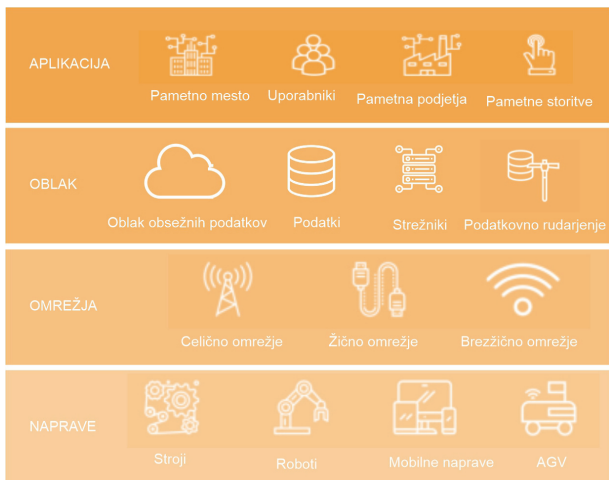 APLIKACIJA
Pametno mesto
Uporabniki
Pametna podjetja
Pametne storitve
OBLAK
Oblak obsežnih podatkov
Podatki
Strežniki
Podatkovno rudarjenje
OMREŽJA
Celično omrežje
Žično omrežje
Brezžično omrežje
NAPRAVE
Stroji
Roboti
Mobilne naprave
AGV